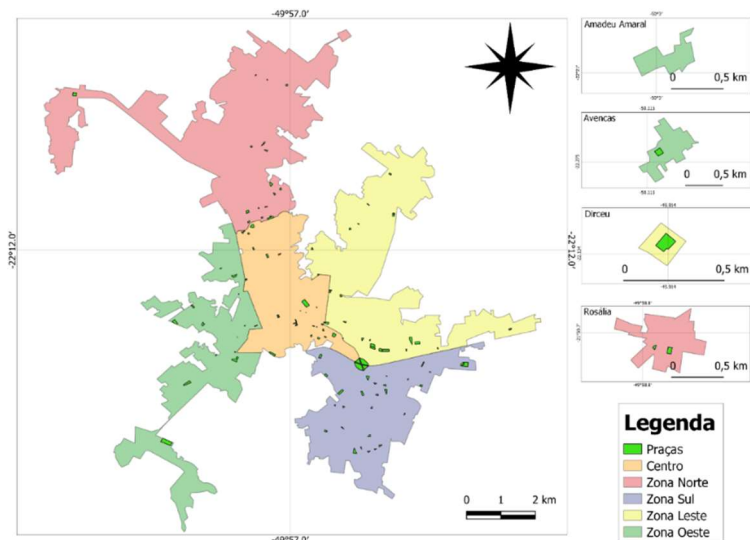 -49°57.0'
-22°12.0'
-22°12.0'
-49°57.0'
0 1 2 km
Amadeu Amaral
0 0,5 km
Avencas
0 0,5 km
Dirceu
0 0,5 km
Rosália
0 0,5 km
Legenda
Praças
Centro
Zona Norte
Zona Sul
Zona Leste
Zona Oeste